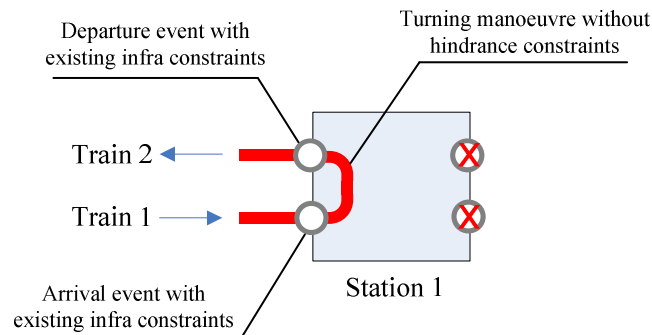 Departure event with
existing infra constraints
Turning manoeuvre without
hindrance constraints
Train 2
Train 1
Station 1
Arrival event with
existing infra constraints